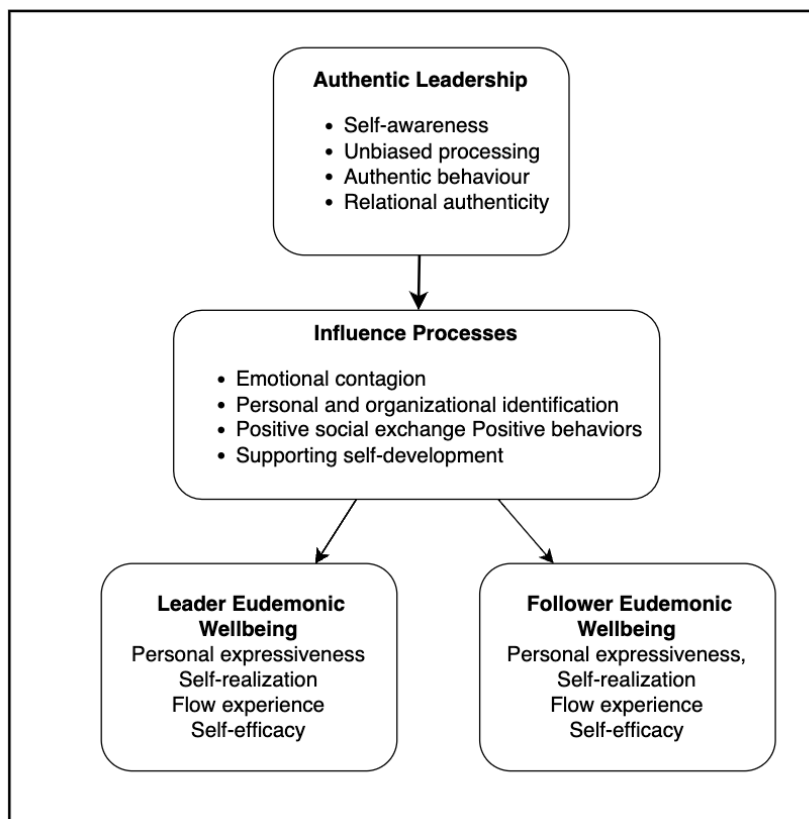 Authentic Leadership
• Self-awareness
• Unbiased processing
• Authentic behaviour
• Relational authenticity
Influence Processes
• Emotional contagion
• Personal and organizational identification
• Positive social exchange Positive behaviors
• Supporting self-development
Leader Eudemonic
Wellbeing
Personal expressiveness
Self-realization
Flow experience
Self-efficacy
Follower Eudemonic
Wellbeing
Personal expressiveness,
Self-realization
Flow experience
Self-efficacy